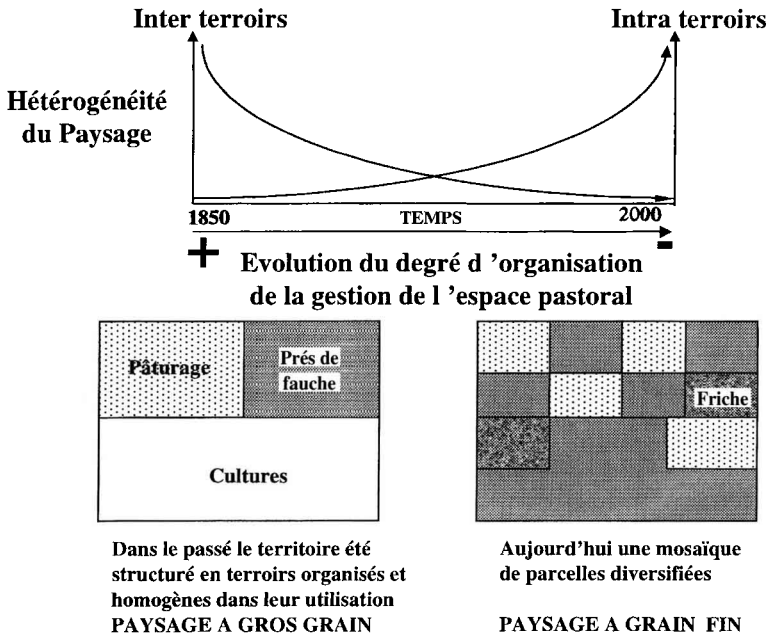 Inter terroirs
Intra terroirs
Hétérogénéité
du Paysage
1850
TEMPS
2000
+
-
Evolution du degré d ’organisation
de la gestion de l ’espace pastoral
Pâturage
Prés de
fauche
Cultures
Friche
Dans le passé le territoire été
structuré en terroirs organisés et
homogènes dans leur utilisation
PAYSAGE A GROS GRAIN
Aujourd’hui une mosaïque
de parcelles diversifiées
PAYSAGE A GRAIN FIN